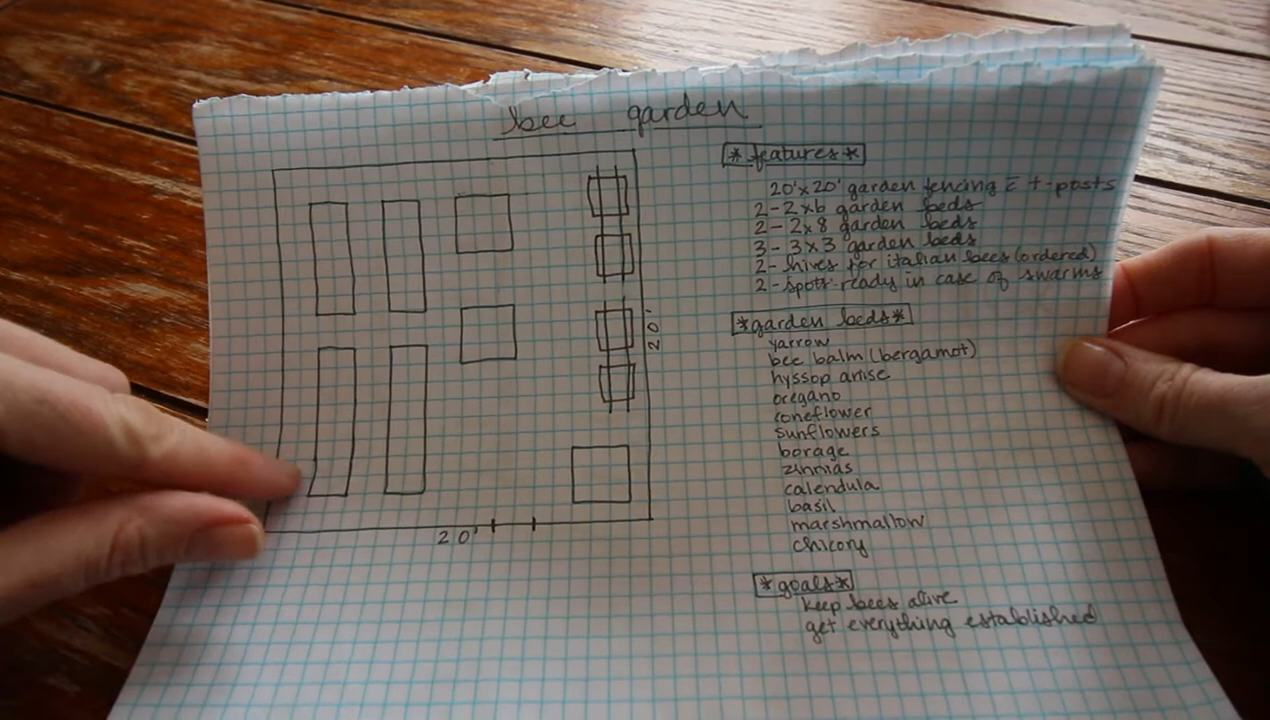 bee garden
*features*
20'x20' garden fencing c̄ t-posts
2-2x6 garden beds
2-2x8 garden beds
3-3x3 garden beds
2-hives for italian bees (ordered)
2-spots ready in case of swarms
*garden beds*
yarrow
bee balm (bergamot)
hyssop anise
oregano
coneflower
sunflowers
borage
zinnias
calendula
basil
marshmallow
chicory
*goals*
keep bees alive
get everything established
20'
20'